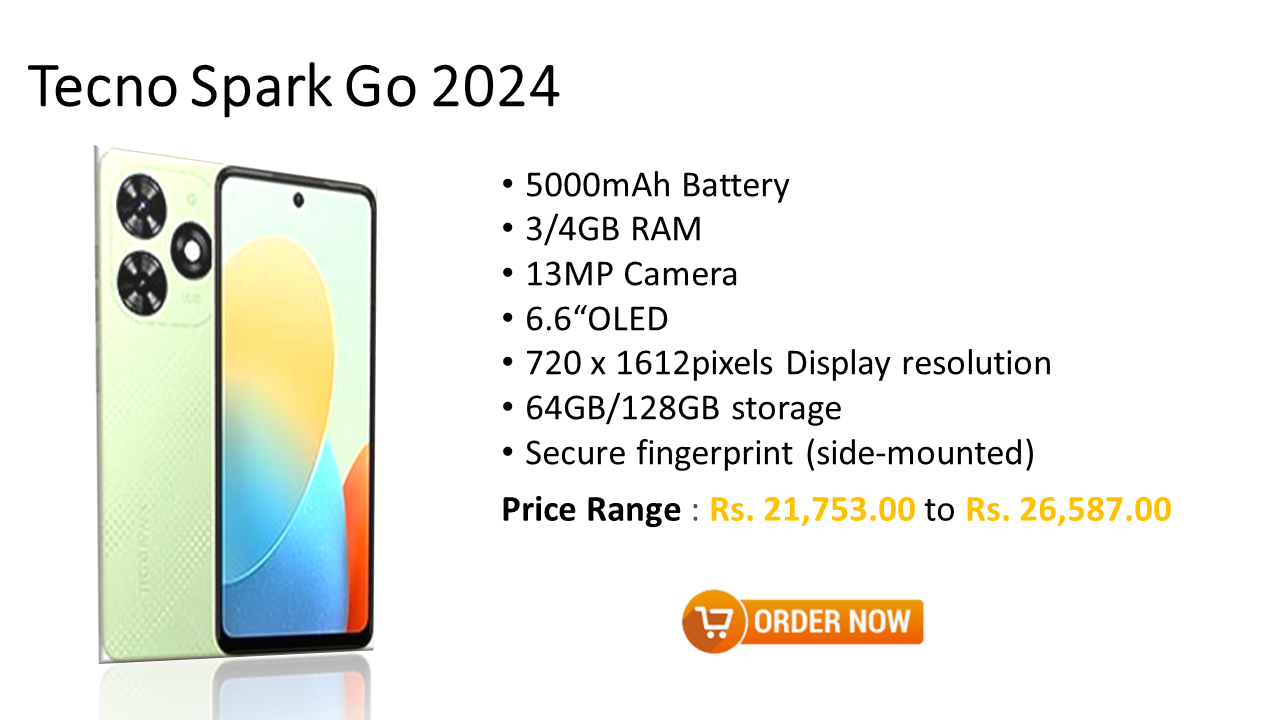 Tecno Spark Go 2024
• 5000mAh Battery
• 3/4GB RAM
• 13MP Camera
• 6.6“OLED
• 720 x 1612pixels Display resolution
• 64GB/128GB storage
• Secure fingerprint (side-mounted)
Price Range : Rs. 21,753.00 to Rs. 26,587.00
ORDER NOW